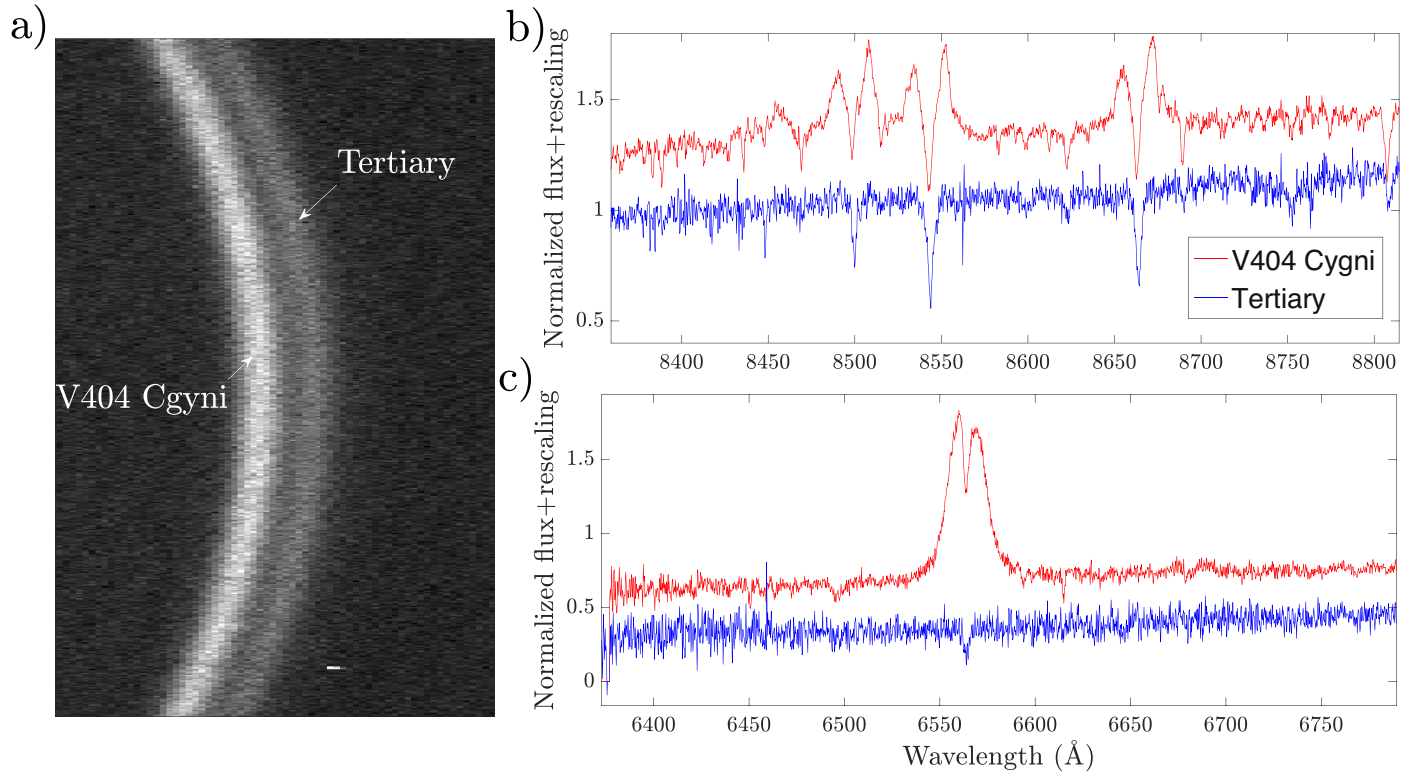 a)
Tertiary
V404 Cgyni
b)
Normalized flux+rescaling
1.5
1
0.5
V404 Cygni
Tertiary
8400 8450 8500 8550 8600 8650 8700 8750 8800
c)
Normalized flux+rescaling
1.5
1
0.5
0
6400 6450 6500 6550 6600 6650 6700 6750
Wavelength (Å)